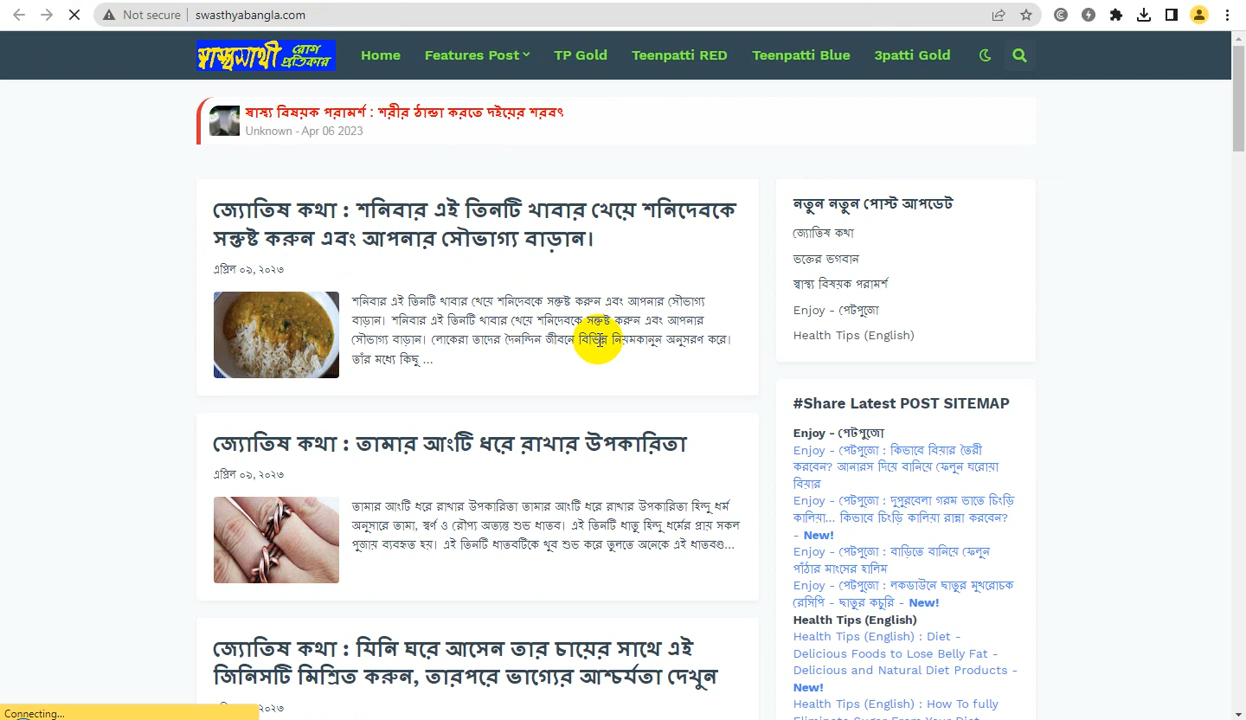 Not secure
swasthyabangla.com
স্বাস্থ্যসাথী রোগ প্রতিকার
Home
Features Post
TP Gold
Teenpatti RED
Teenpatti Blue
3patti Gold
স্বাস্থ্য বিষয়ক পরামর্শ : শরীর ঠান্ডা করতে দইয়ের শরবৎ
Unknown - Apr 06 2023
জ্যোতিষ কথা : শনিবার এই তিনটি খাবার খেয়ে শনিদেবকে
সন্তুষ্ট করুন এবং আপনার সৌভাগ্য বাড়ান।
এপ্রিল ০৯, ২০২৩
শনিবার এই তিনটি খাবার খেয়ে শনিদেবকে সন্তুষ্ট করুন এবং আপনার সৌভাগ্য
বাড়ান। শনিবার এই তিনটি খাবার খেয়ে শনিদেবকে সন্তুষ্ট করুন এবং আপনার
সৌভাগ্য বাড়ান। লোকেরা তাদের দৈনন্দিন জীবনে বিভিন্ন নিয়মকানুন অনুসরণ করে।
তাঁর মধ্যে কিছু ...
জ্যোতিষ কথা : তামার আংটি ধরে রাখার উপকারিতা
এপ্রিল ০৯, ২০২৩
তামার আংটি ধরে রাখার উপকারিতা তামার আংটি ধরে রাখার উপকারিতা হিন্দু ধর্ম
অনুসারে তামা, স্বর্ণ ও রৌপ্য অত্যন্ত শুভ ধাতব। এই তিনটি ধাতু হিন্দু ধর্মের প্রায় সকল
পূজায় ব্যবহৃত হয়। এই তিনটি ধাতবটিকে খুব শুভ করে তুলতে অনেকে এই ধাতবগু...
জ্যোতিষ কথা : যিনি ঘরে আসেন তার চায়ের সাথে এই
জিনিসটি মিশ্রিত করুন, তারপরে ভাগ্যের আশ্চর্যতা দেখুন
নতুন নতুন পোস্ট আপডেট
জ্যোতিষ কথা
ভক্তের ভগবান
স্বাস্থ্য বিষয়ক পরামর্শ
Enjoy - পেটপুজো
Health Tips (English)
#Share Latest POST SITEMAP
Enjoy - পেটপুজো
Enjoy - পেটপুজো : কিভাবে বিয়ার তৈরী
করবেন? আনারস দিয়ে বানিয়ে ফেলুন ঘরোয়া
বিয়ার
Enjoy - পেটপুজো : দুপুরবেলা গরম ভাতে চিংড়ি
কালিয়া... কিভাবে চিংড়ি কালিয়া রান্না করবেন?
- New!
Enjoy - পেটপুজো : বাড়িতে বানিয়ে ফেলুন
পাঁঠার মাংসের হালিম
Enjoy - পেটপুজো : লকডাউনে ছাতুর মুখরোচক
রেসিপি - ছাতুর কচুরি - New!
Health Tips (English)
Health Tips (English) : Diet -
Delicious Foods to Lose Belly Fat -
Delicious and Natural Diet Products -
New!
Health Tips (English) : How To fully
Connecting...